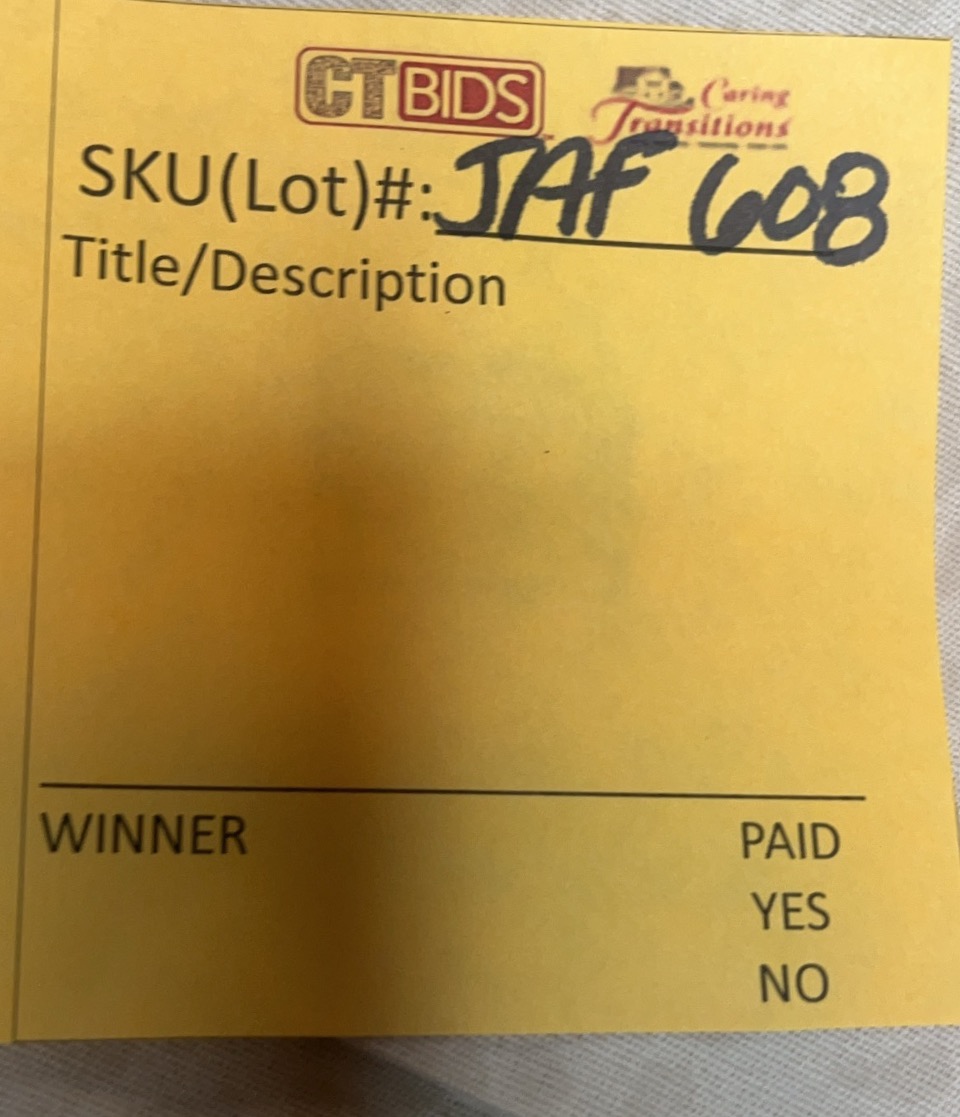 CTBIDS Caring Transitions
SKU(Lot)#: JAF 608
Title/Description
WINNER PAID
YES
NO